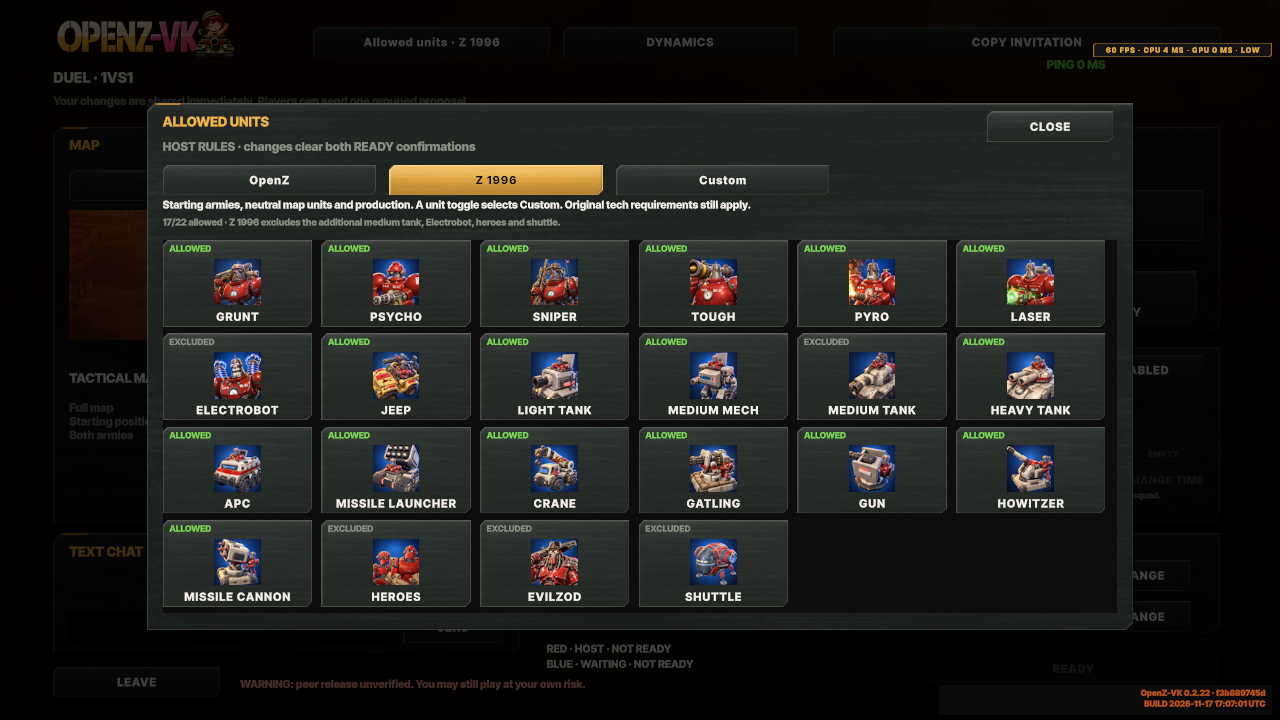 OPENZ-VK
Allowed units · Z 1996
DYNAMICS
COPY INVITATION
60 FPS · CPU 4 MS · GPU 0 MS · LOW
PING 0 MS
DUEL · 1VS1
Your changes are shared immediately. Players can send one grouped proposal
MAP
ALLOWED UNITS
CLOSE
HOST RULES · changes clear both READY confirmations
OpenZ
Z 1996
Custom
Starting armies, neutral map units and production. A unit toggle selects Custom. Original tech requirements still apply.
17/22 allowed · Z 1996 excludes the additional medium tank, Electrobot, heroes and shuttle.
ALLOWED
GRUNT
ALLOWED
PSYCHO
ALLOWED
SNIPER
ALLOWED
TOUGH
ALLOWED
PYRO
ALLOWED
LASER
EXCLUDED
ELECTROBOT
ALLOWED
JEEP
ALLOWED
LIGHT TANK
ALLOWED
MEDIUM MECH
EXCLUDED
MEDIUM TANK
ALLOWED
HEAVY TANK
ALLOWED
APC
ALLOWED
MISSILE LAUNCHER
ALLOWED
CRANE
ALLOWED
GATLING
ALLOWED
GUN
ALLOWED
HOWITZER
ALLOWED
MISSILE CANNON
EXCLUDED
HEROES
EXCLUDED
EVILZOD
EXCLUDED
SHUTTLE
TACTICAL
Full map
Starting
Both armies
EMPTY
TIME
squad.
TEXT CHAT
SEND
RED · HOST · NOT READY
BLUE · WAITING · NOT READY
LEAVE
WARNING: peer release unverified. You may still play at your own risk.
READY
OpenZ-VK 0.2.22 · f3b889745d
BUILD 2026-11-17 17:07:01 UTC